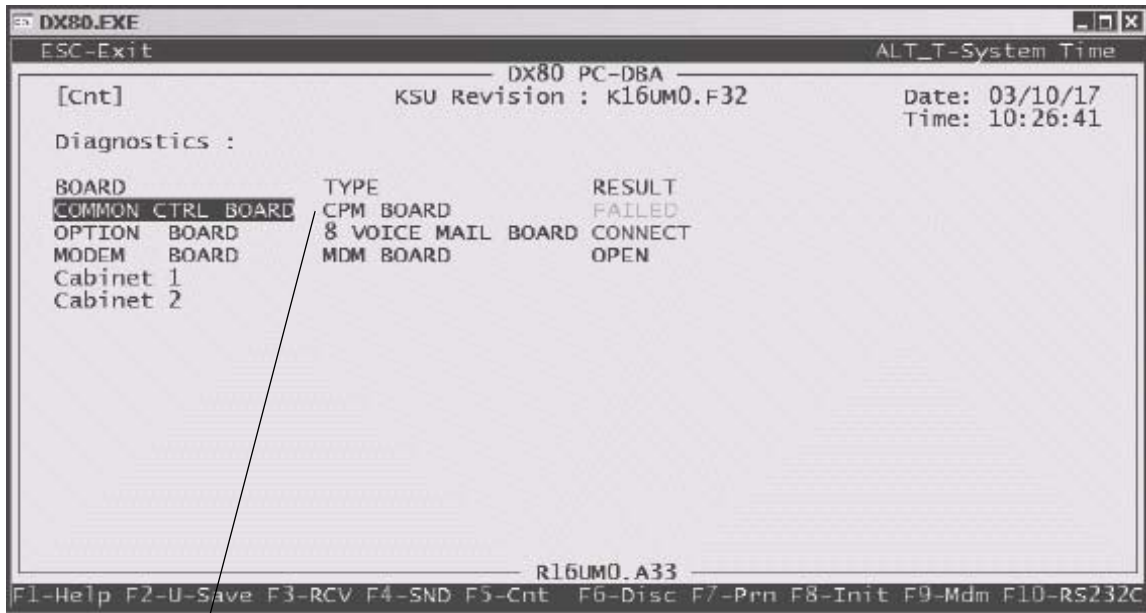 DX80.EXE
ESC-Exit ALT_T-System Time
DX80 PC-DBA
[Cnt] KSU Revision : K16UM0.F32 Date: 03/10/17
Time: 10:26:41
Diagnostics :
BOARD TYPE RESULT
COMMON CTRL BOARD CPM BOARD FAILED
OPTION BOARD 8 VOICE MAIL BOARD CONNECT
MODEM BOARD MDM BOARD OPEN
Cabinet 1
Cabinet 2
R16UM0.A33
F1-Help F2-U-Save F3-RCV F4-SND F5-Cnt F6-Disc F7-Prn F8-Init F9-Mdm F10-RS232C